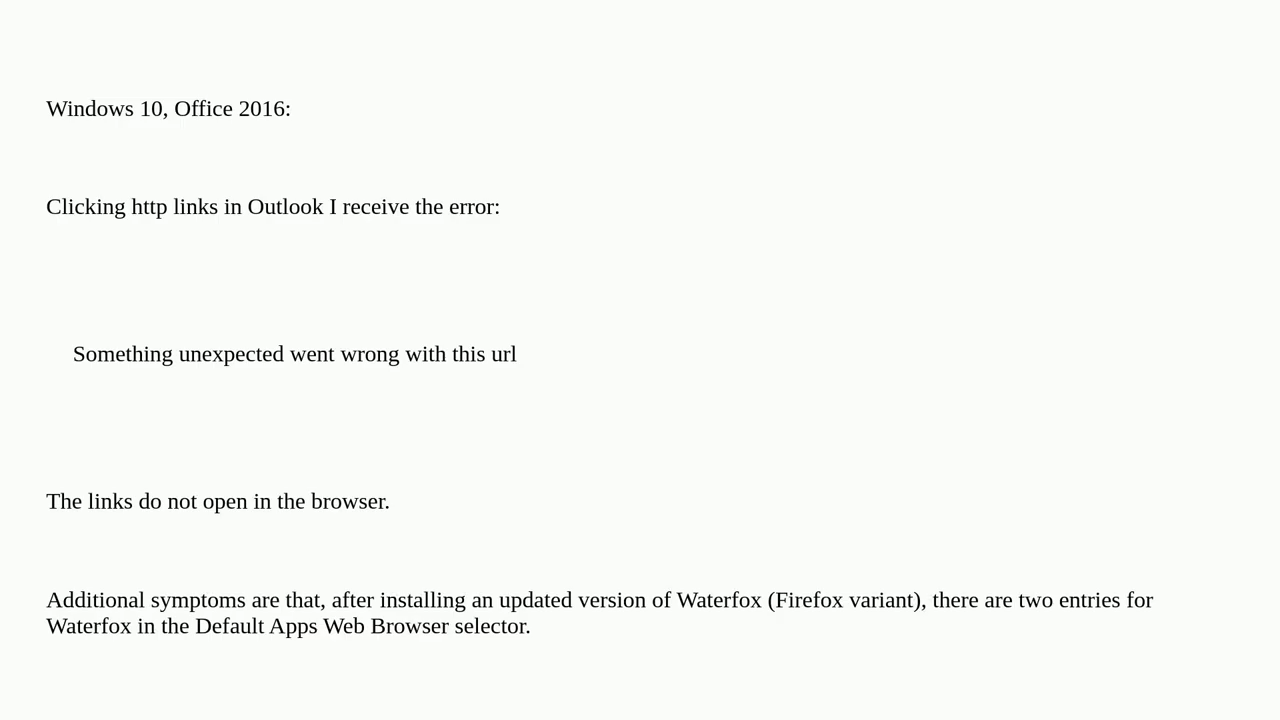 Windows 10, Office 2016:
Clicking http links in Outlook I receive the error:
Something unexpected went wrong with this url
The links do not open in the browser.
Additional symptoms are that, after installing an updated version of Waterfox (Firefox variant), there are two entries for
Waterfox in the Default Apps Web Browser selector.